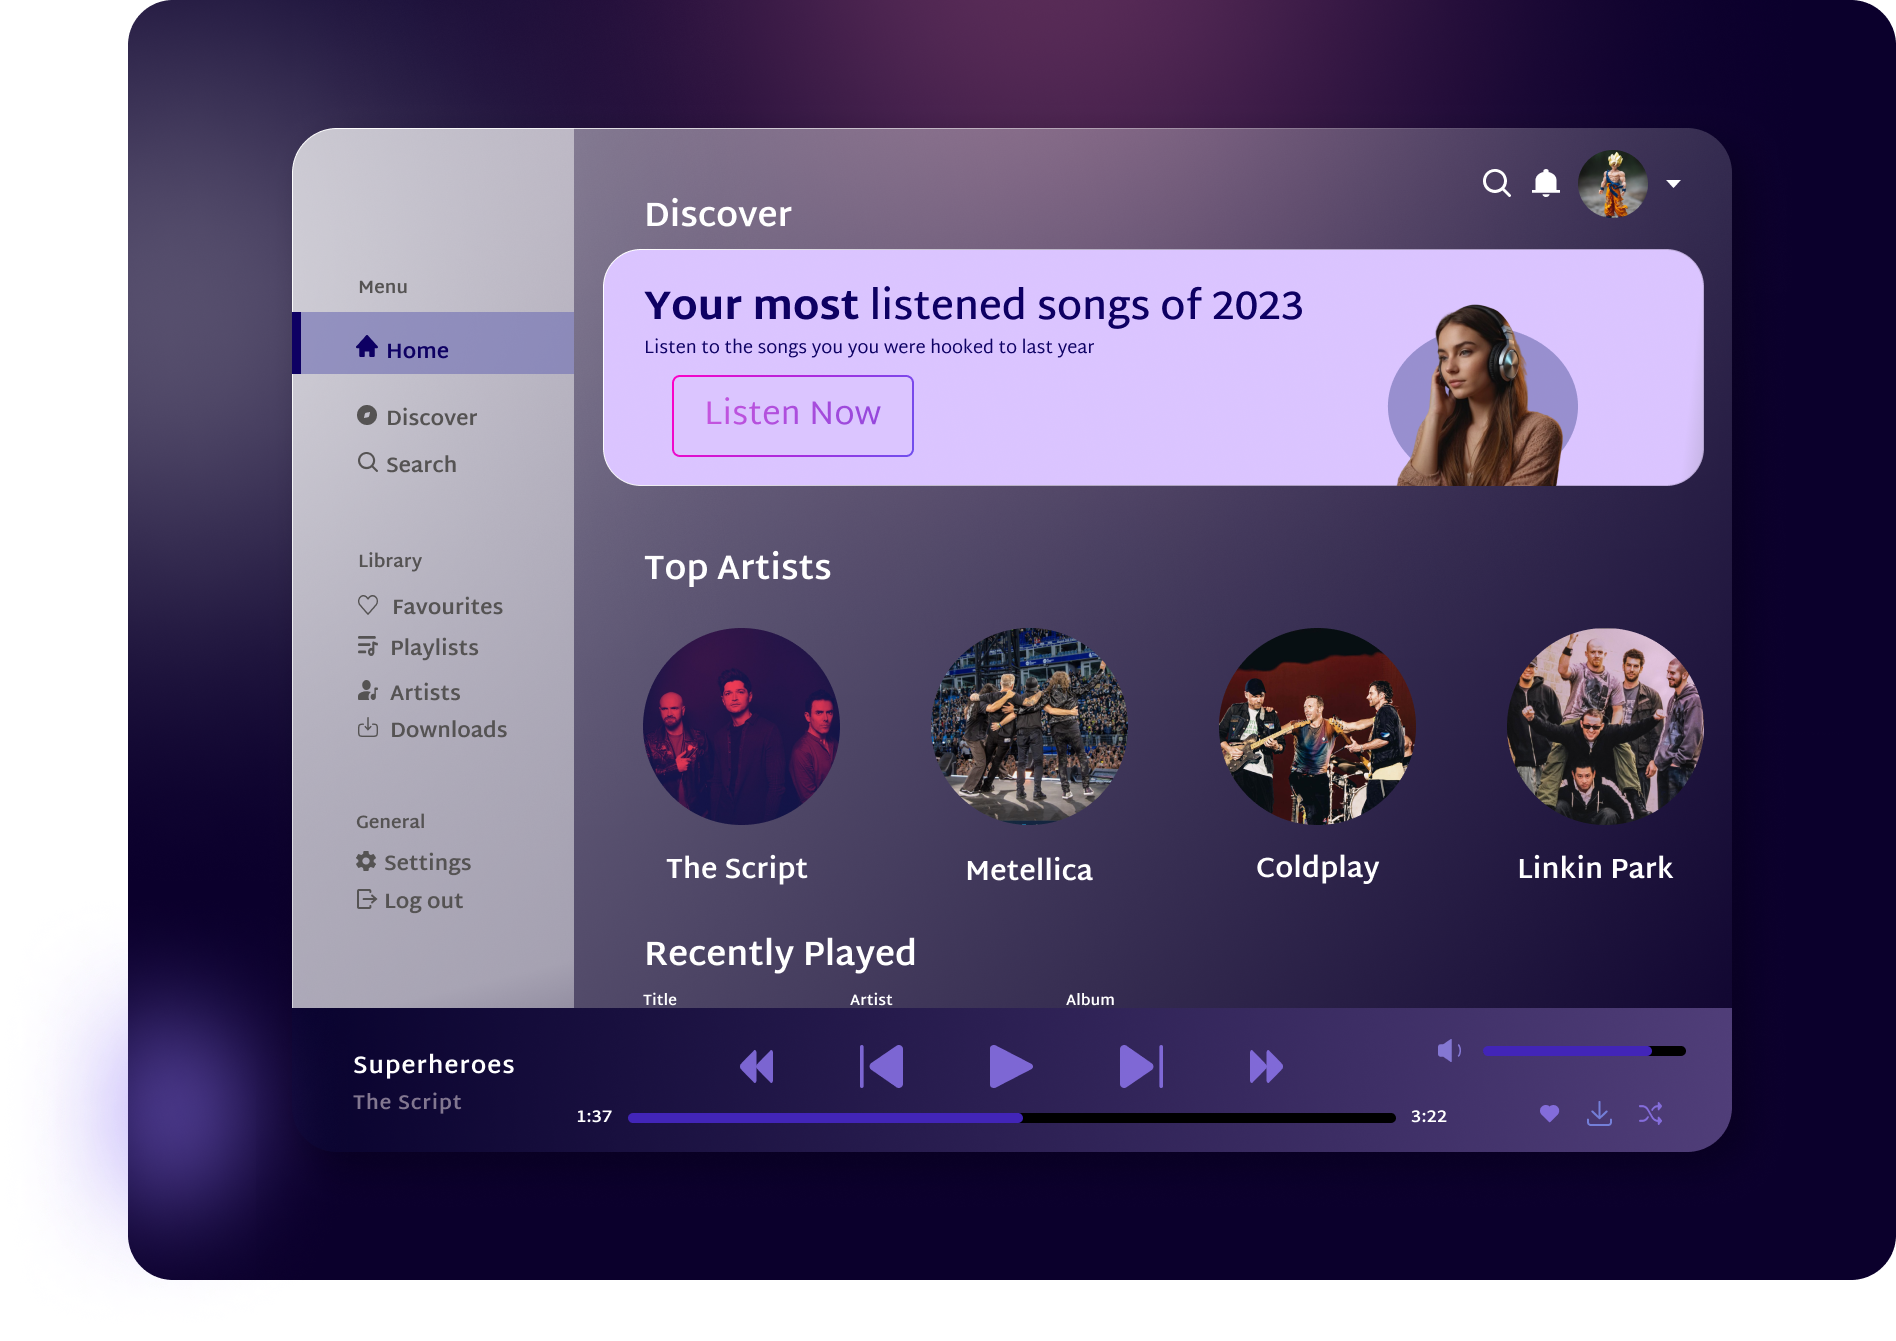 Menu
Home
Discover
Search
Library
Favourites
Playlists
Artists
Downloads
General
Settings
Log out
Discover
Your most listened songs of 2023
Listen to the songs you you were hooked to last year
Listen Now
Top Artists
The Script
Metellica
Coldplay
Linkin Park
Recently Played
Title Artist Album
Superheroes
The Script
1:37
3:22